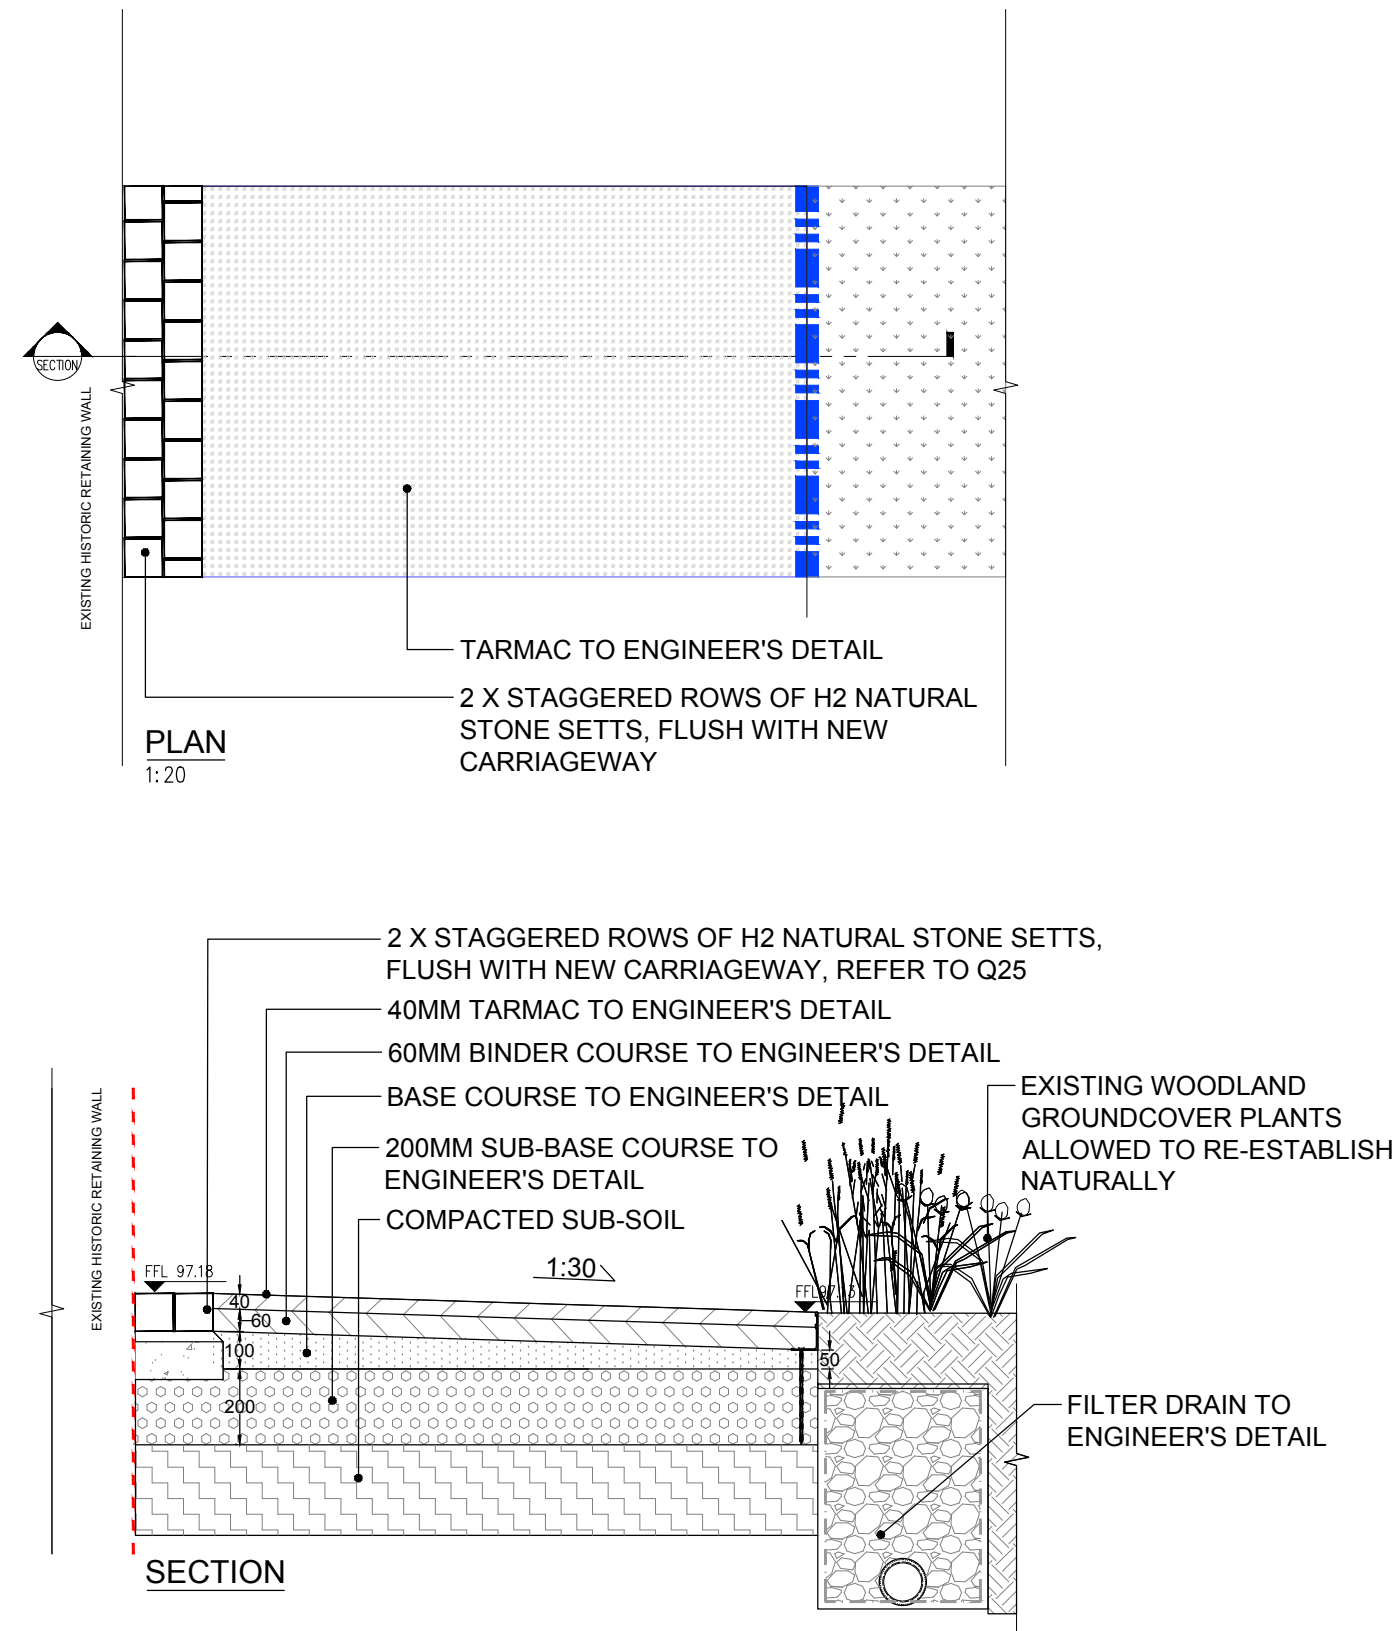 SECTION
EXISTING HISTORIC RETAINING WALL
TARMAC TO ENGINEER'S DETAIL
2 X STAGGERED ROWS OF H2 NATURAL
STONE SETTS, FLUSH WITH NEW
CARRIAGEWAY
PLAN
1:20
2 X STAGGERED ROWS OF H2 NATURAL STONE SETTS,
FLUSH WITH NEW CARRIAGEWAY, REFER TO Q25
40MM TARMAC TO ENGINEER'S DETAIL
60MM BINDER COURSE TO ENGINEER'S DETAIL
BASE COURSE TO ENGINEER'S DETAIL
200MM SUB-BASE COURSE TO
ENGINEER'S DETAIL
COMPACTED SUB-SOIL
EXISTING WOODLAND
GROUNDCOVER PLANTS
ALLOWED TO RE-ESTABLISH
NATURALLY
EXISTING HISTORIC RETAINING WALL
1:30
FFL 97.18
FFL
40
60
100
50
200
FILTER DRAIN TO
ENGINEER'S DETAIL
SECTION